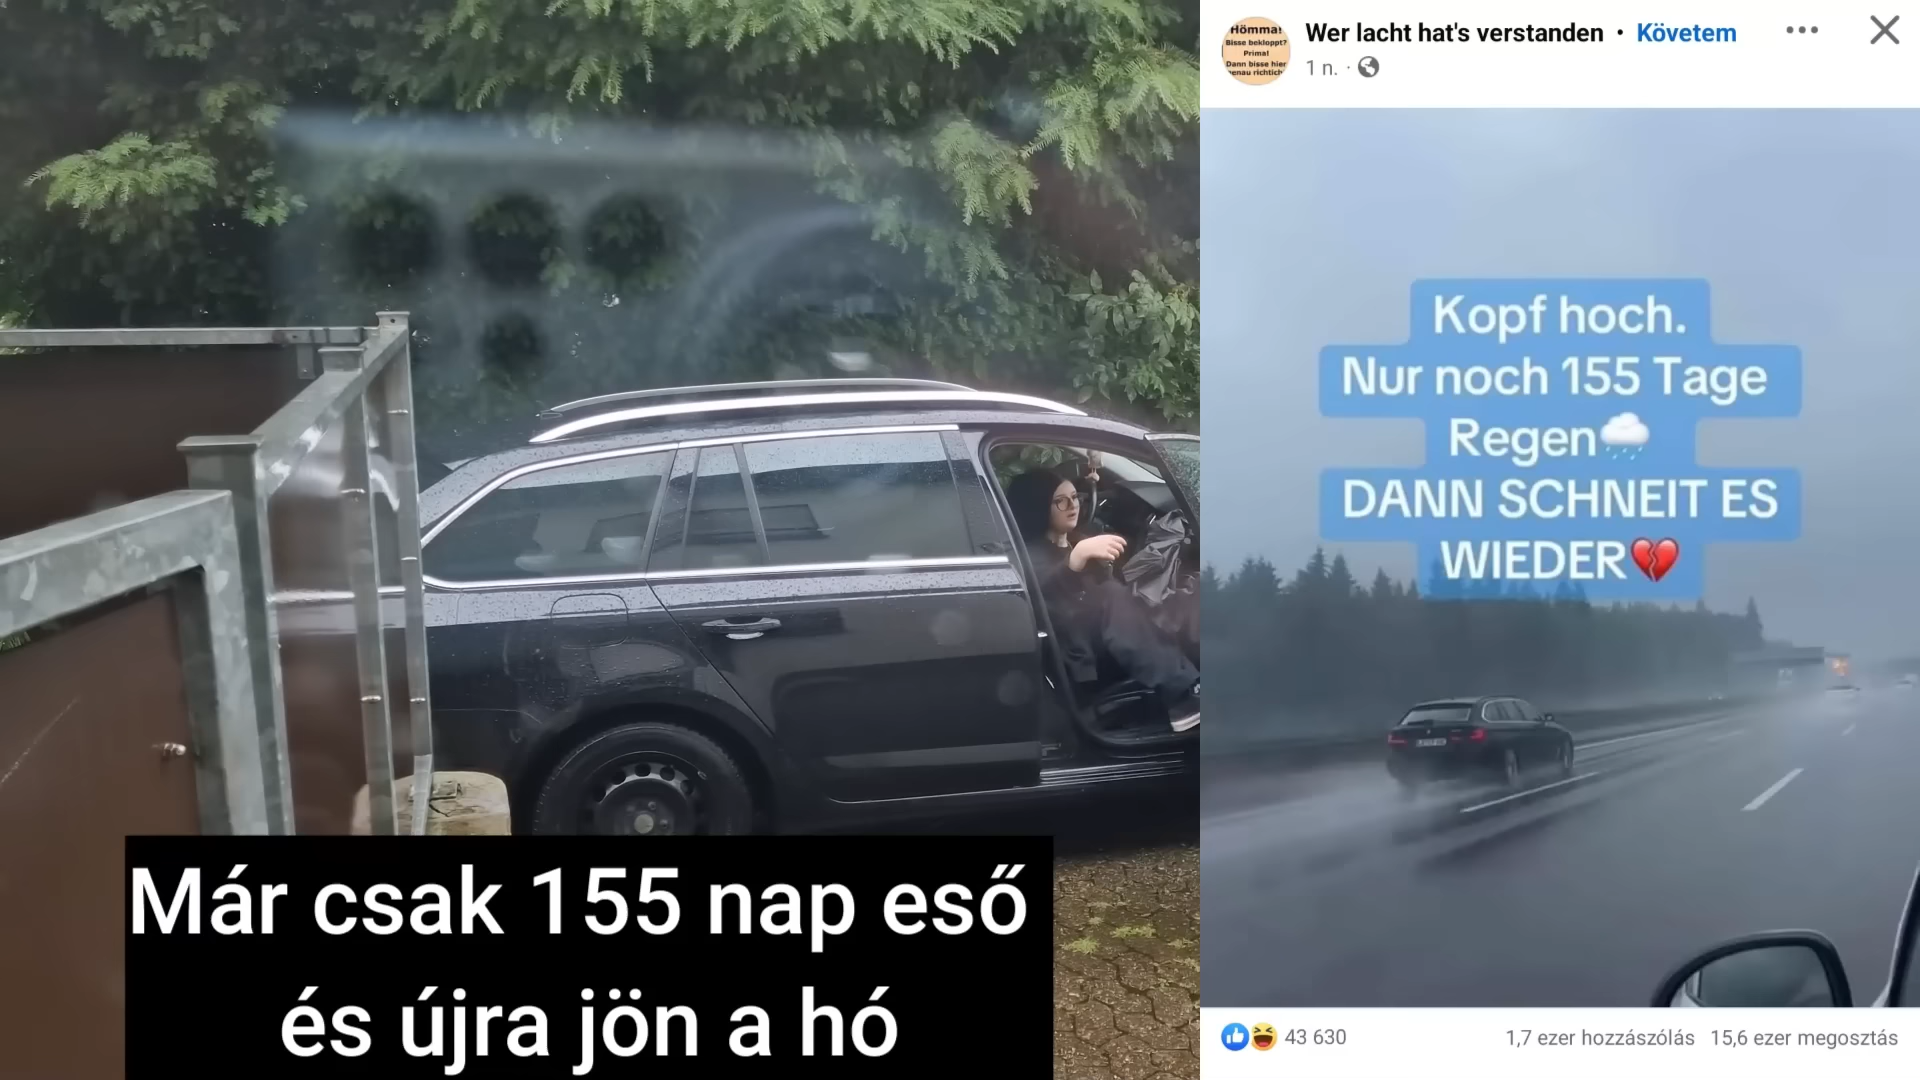 Már csak 155 nap eső
és újra jön a hó
Hömma!
Bisse bekloppt?
Prima!
Dann bisse hier
genau richtich
Wer lacht hat's verstanden • Követem
1 n. ·
Kopf hoch.
Nur noch 155 Tage
Regen🌧️
DANN SCHNEIT ES
WIEDER💔
43 630
1,7 ezer hozzászólás 15,6 ezer megosztás